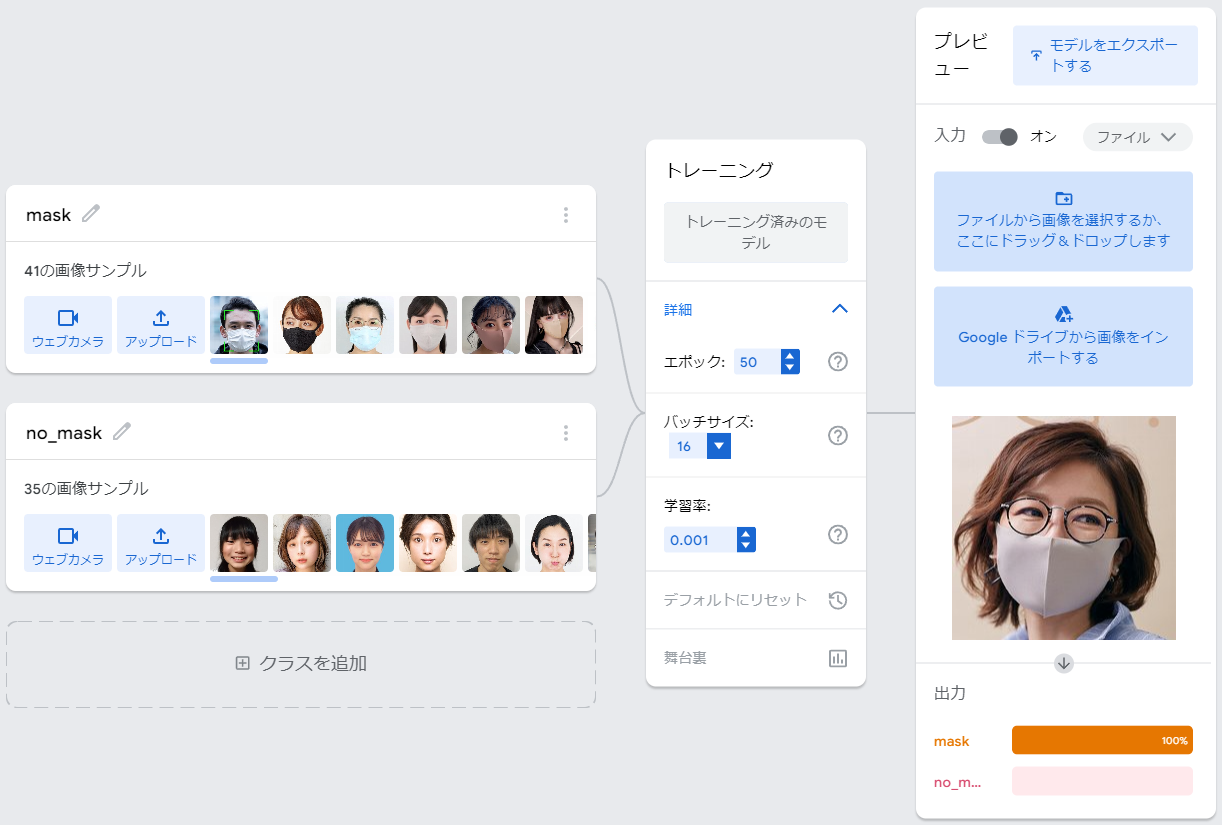 mask
41の画像サンプル
ウェブカメラ
アップロード
no_mask
35の画像サンプル
ウェブカメラ
アップロード
クラスを追加
トレーニング
トレーニング済みのモ
デル
詳細
エポック: 50
バッチサイズ:
16
学習率:
0.001
デフォルトにリセット
舞台裏
プレビ
ュー
モデルをエクスポー
トする
入力 オン ファイル
ファイルから画像を選択するか、
ここにドラッグ＆ドロップします
Google ドライブから画像をイン
ポートする
出力
mask 100%
no_m...